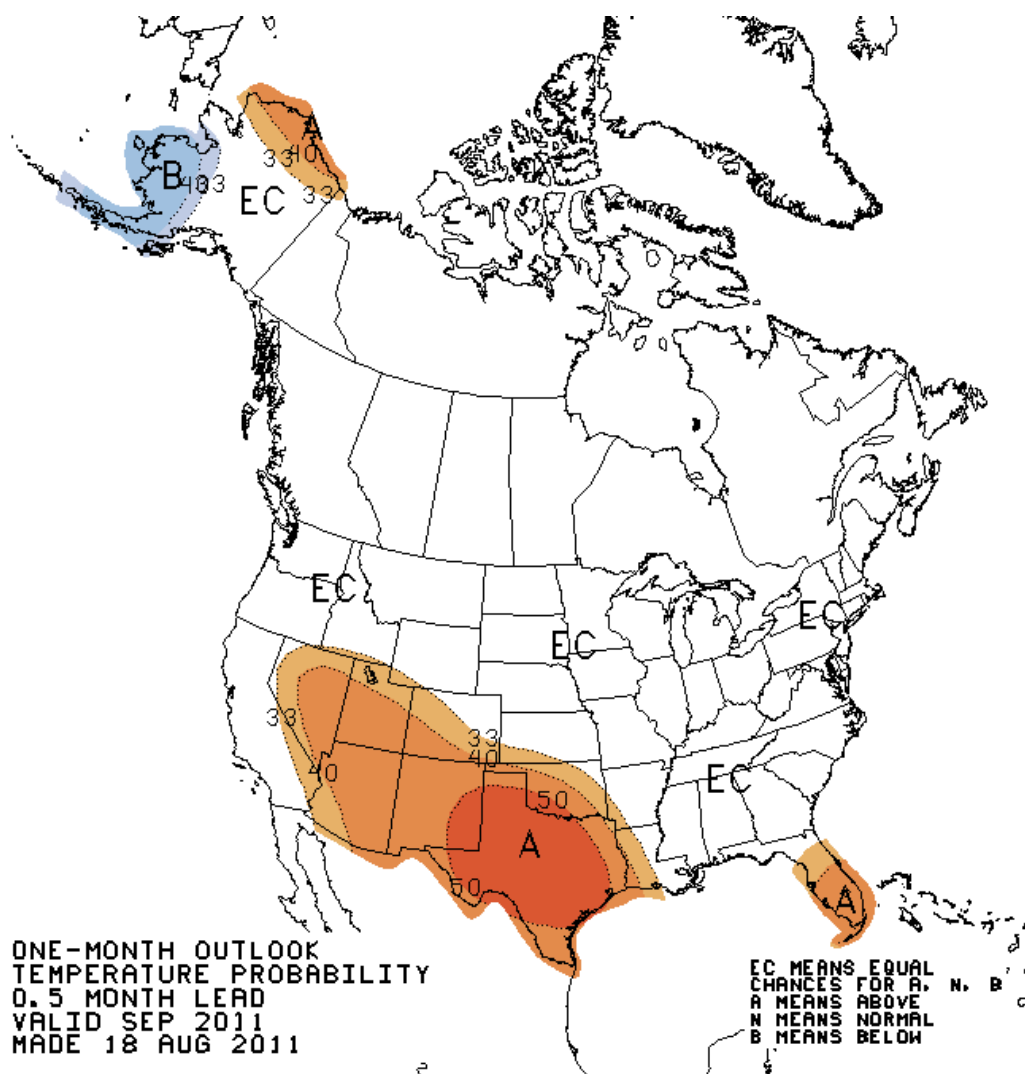 A
33
40
B
40
33
33
EC
EC
EC
EC
33
33
40
40
EC
50
A
50
A
ONE-MONTH OUTLOOK
TEMPERATURE PROBABILITY
0.5 MONTH LEAD
VALID SEP 2011
MADE 18 AUG 2011
EC MEANS EQUAL
CHANCES FOR A, N, B
A MEANS ABOVE
N MEANS NORMAL
B MEANS BELOW